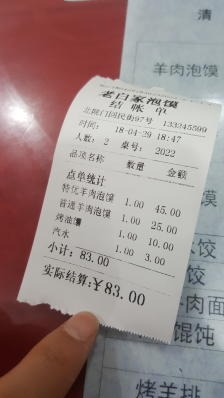 清
羊肉泡馍
老白家泡馍
结 账 单
北院门回民街97号 133345599
时间: 18-04-29 18:47
人数: 2 桌号: 2022
品项名称 数量 金额
点单统计
特优羊肉泡馍 1.00 45.00
普通羊肉泡馍 1.00 25.00
烤油馕 1.00 10.00
汽水 1.00 3.00
小计: 83.00
实际结算:¥83.00
水饺
肉面
馄饨
烤羊排